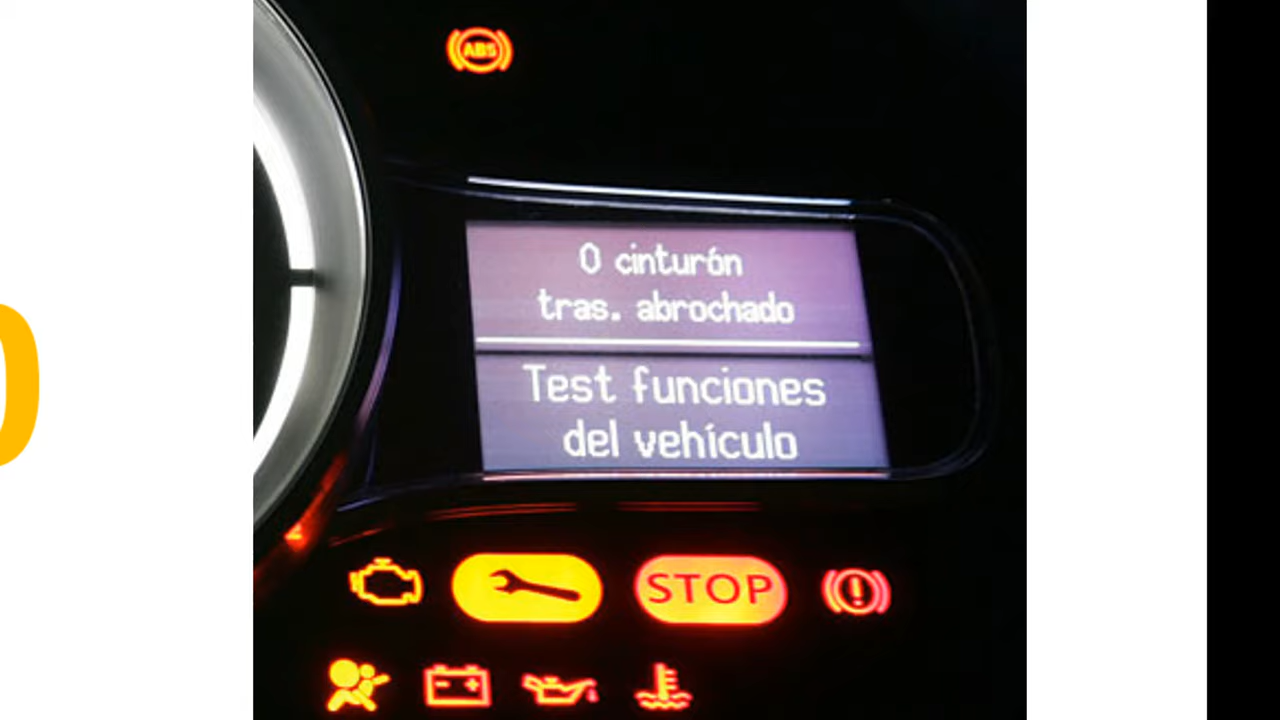 ABS
0 cinturón
tras. abrochado
Test funciones
del vehículo
STOP